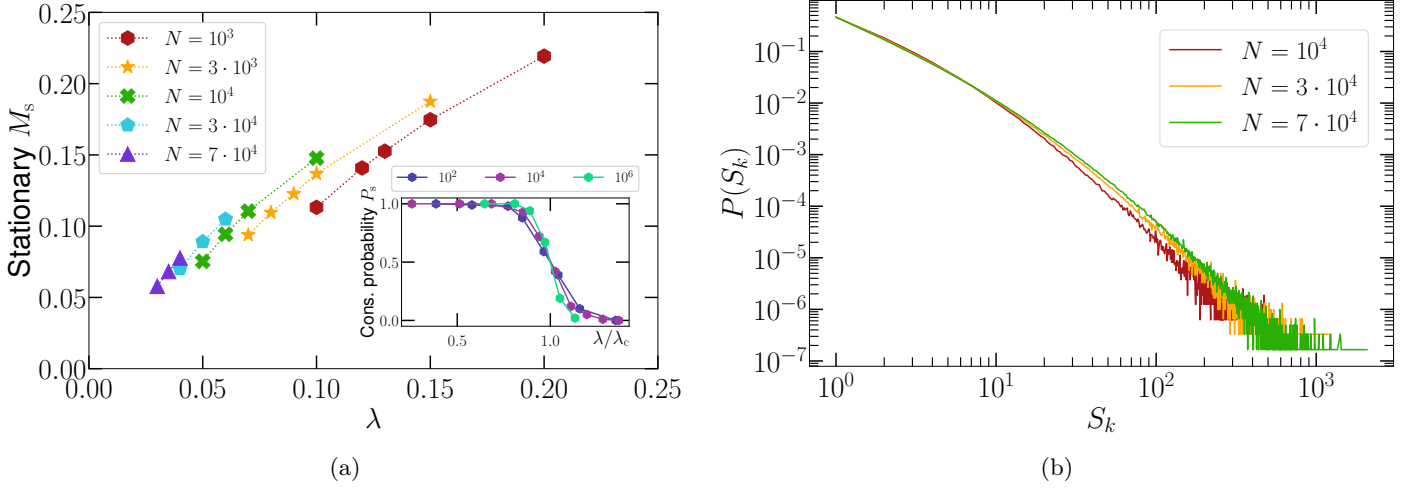 0.25
0.20
0.15
0.10
0.05
0.00
Stationary M_s
N = 10^3
N = 3 · 10^3
N = 10^4
N = 3 · 10^4
N = 7 · 10^4
10^2 10^4 10^6
Cons. probability P_s
1.0
0.5
0.0
0.5 1.0 λ/λ_c
0.00 0.05 0.10 0.15 0.20 0.25
λ
(a)
10^-1
10^-2
10^-3
10^-4
10^-5
10^-6
10^-7
P(S_k)
N = 10^4
N = 3 · 10^4
N = 7 · 10^4
10^0 10^1 10^2 10^3
S_k
(b)